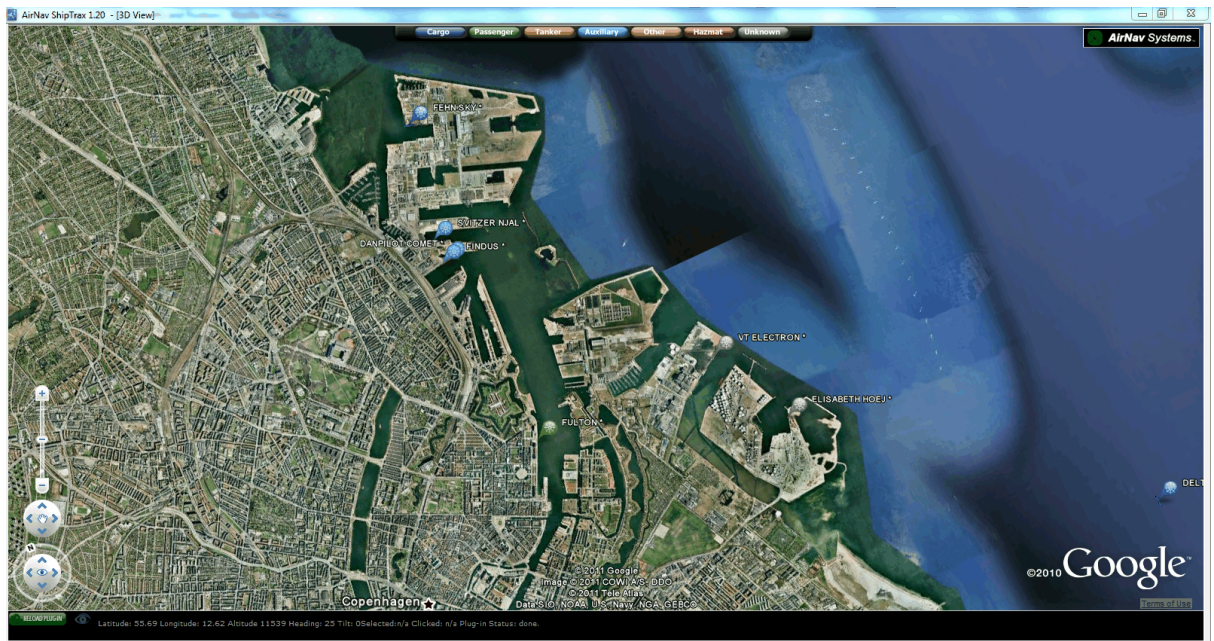 AirNav ShipTrax 1.20 - [3D View]
Cargo Passenger Tanker Auxiliary Other Hazmat Unknown
AirNav Systems
FEHN SKY *
SVITZER NJAL *
DANPILOT COMET *
FINDUS *
VT ELECTRON *
ELISABETH HOEJ *
FULTON *
DELT
© 2011 Google
Image © 2011 COWI A/S, DDO
© 2011 Tele Atlas
Data SIO, NOAA, U.S. Navy, NGA, GEBCO
©2010 Google
Copenhagen
Terms of Use
N
RELOAD PLUG-IN
Latitude: 55.69 Longitude: 12.62 Altitude 11539 Heading: 25 Tilt: 0Selected:n/a Clicked: n/a Plug-in Status: done.